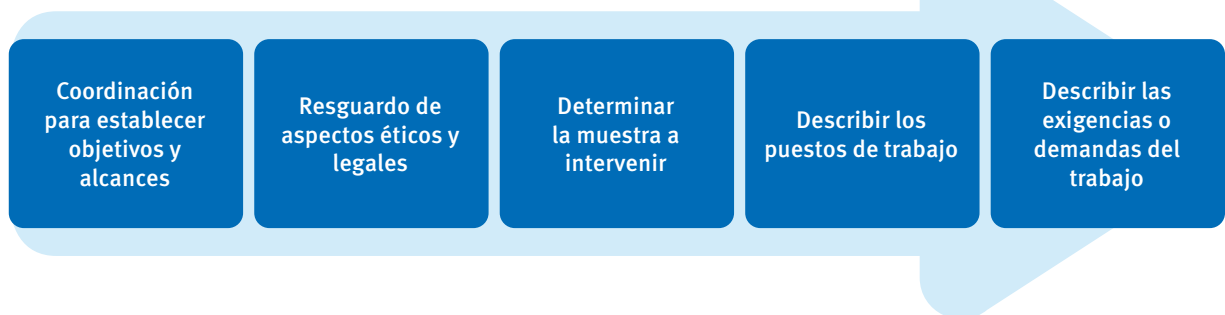 Coordinación
para establecer
objetivos y
alcances
Resguardo de
aspectos éticos y
legales
Determinar
la muestra a
intervenir
Describir los
puestos de trabajo
Describir las
exigencias o
demandas del
trabajo